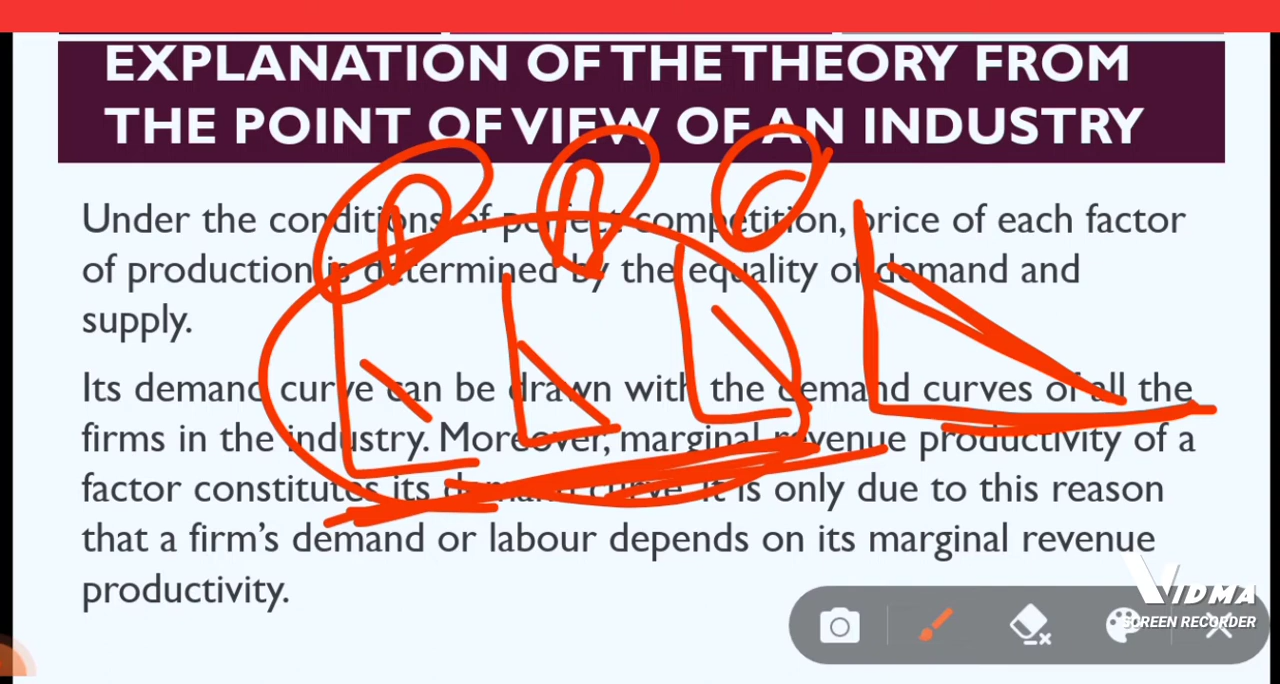 EXPLANATION OF THE THEORY FROM
THE POINT OF VIEW OF AN INDUSTRY
Under the conditions of perfect competition, price of each factor
of production is determined by the equality of demand and
supply.
Its demand curve can be drawn with the demand curves of all the
firms in the industry. Moreover, marginal revenue productivity of a
factor constitutes its demand curve. It is only due to this reason
that a firm's demand or labour depends on its marginal revenue
productivity.
VIDMA
SCREEN RECORDER